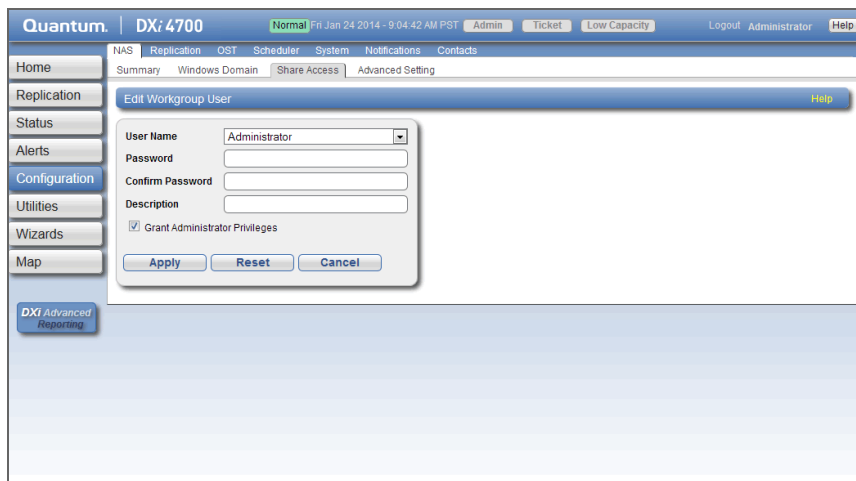 Quantum. DXi 4700 Normal Fri Jan 24 2014 - 9:04:42 AM PST Admin Ticket Low Capacity Logout Administrator Help
NAS Replication OST Scheduler System Notifications Contacts
Summary Windows Domain Share Access Advanced Setting
Home
Replication
Status
Alerts
Configuration
Utilities
Wizards
Map
DXi Advanced
Reporting
Edit Workgroup User Help
User Name Administrator
Password
Confirm Password
Description
Grant Administrator Privileges
Apply Reset Cancel